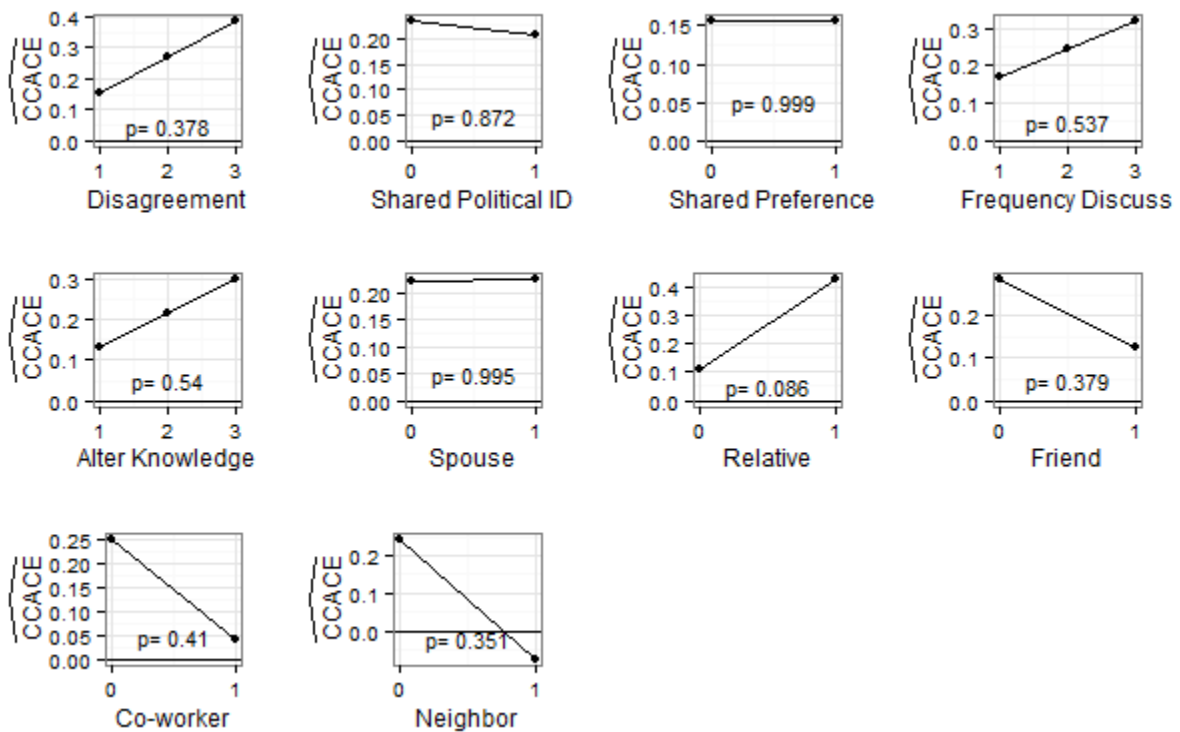 CCACE
0.4
0.3
0.2
0.1
0.0
p= 0.378
1 2 3
Disagreement
CCACE
0.20
0.15
0.10
0.05
0.00
p= 0.872
0 1
Shared Political ID
CCACE
0.15
0.10
0.05
0.00
p= 0.999
0 1
Shared Preference
CCACE
0.3
0.2
0.1
0.0
p= 0.537
1 2 3
Frequency Discuss
CCACE
0.3
0.2
0.1
0.0
p= 0.54
1 2 3
Alter Knowledge
CCACE
0.20
0.15
0.10
0.05
0.00
p= 0.995
0 1
Spouse
CCACE
0.4
0.3
0.2
0.1
0.0
p= 0.086
0 1
Relative
CCACE
0.2
0.1
0.0
p= 0.379
0 1
Friend
CCACE
0.25
0.20
0.15
0.10
0.05
0.00
p= 0.41
0 1
Co-worker
CCACE
0.2
0.1
0.0
p= 0.351
0 1
Neighbor